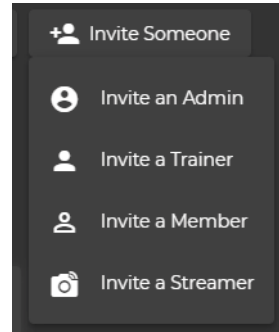 Invite Someone
Invite an Admin
Invite a Trainer
Invite a Member
Invite a Streamer